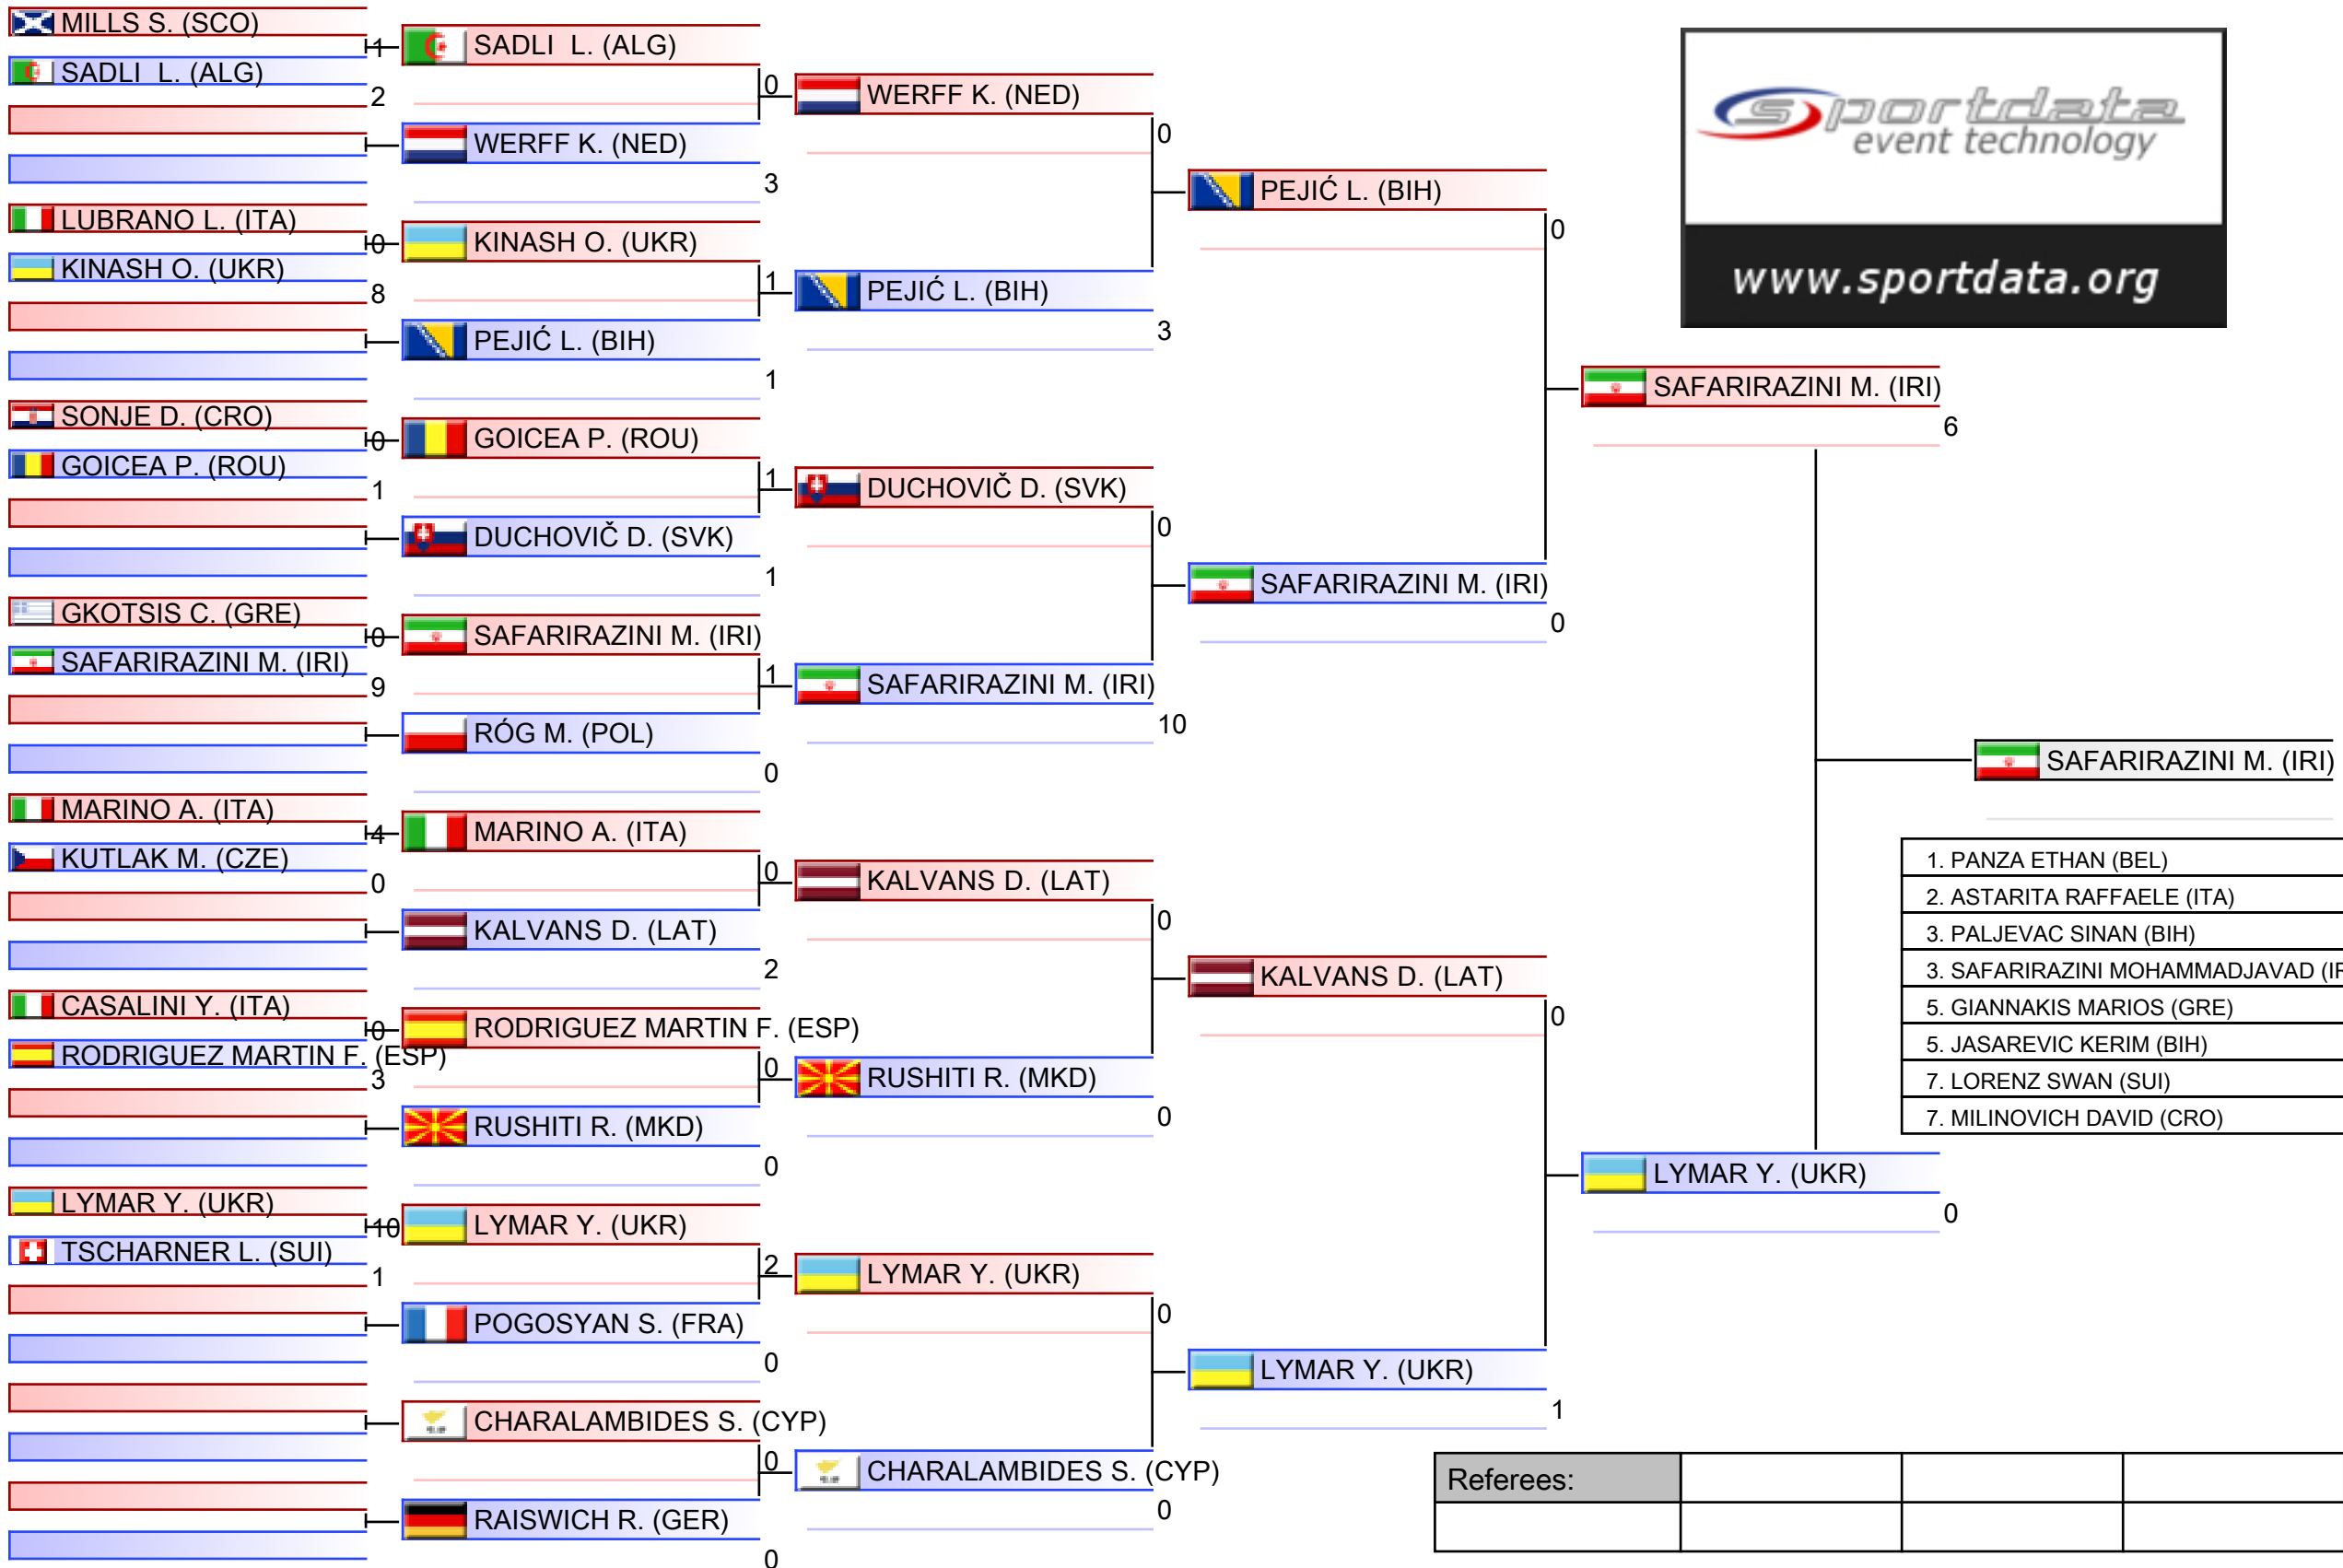 MILLS S. (SCO)
1
SADLI  L. (ALG)
2
LUBRANO L. (ITA)
0
KINASH O. (UKR)
8
SONJE D. (CRO)
0
GOICEA P. (ROU)
1
GKOTSIS C. (GRE)
0
SAFARIRAZINI M. (IRI)
9
MARINO A. (ITA)
4
KUTLAK M. (CZE)
0
CASALINI Y. (ITA)
0
RODRIGUEZ MARTIN F. (ESP)
3
LYMAR Y. (UKR)
10
TSCHARNER L. (SUI)
1
SADLI  L. (ALG)
0
WERFF K. (NED)
3
KINASH O. (UKR)
1
PEJIĆ L. (BIH)
1
GOICEA P. (ROU)
1
DUCHOVIČ D. (SVK)
1
SAFARIRAZINI M. (IRI)
1
RÓG M. (POL)
0
MARINO A. (ITA)
0
KALVANS D. (LAT)
2
RODRIGUEZ MARTIN F. (ESP)
0
RUSHITI R. (MKD)
0
LYMAR Y. (UKR)
2
POGOSYAN S. (FRA)
0
CHARALAMBIDES S. (CYP)
0
RAISWICH R. (GER)
0
WERFF K. (NED)
0
PEJIĆ L. (BIH)
3
DUCHOVIČ D. (SVK)
0
SAFARIRAZINI M. (IRI)
10
KALVANS D. (LAT)
0
RUSHITI R. (MKD)
0
LYMAR Y. (UKR)
0
CHARALAMBIDES S. (CYP)
0
PEJIĆ L. (BIH)
0
SAFARIRAZINI M. (IRI)
0
KALVANS D. (LAT)
0
LYMAR Y. (UKR)
1
SAFARIRAZINI M. (IRI)
6
LYMAR Y. (UKR)
0
SAFARIRAZINI M. (IRI)
sportdata
event technology
www.sportdata.org
1. PANZA ETHAN (BEL)
2. ASTARITA RAFFAELE (ITA)
3. PALJEVAC SINAN (BIH)
3. SAFARIRAZINI MOHAMMADJAVAD (IR
5. GIANNAKIS MARIOS (GRE)
5. JASAREVIC KERIM (BIH)
7. LORENZ SWAN (SUI)
7. MILINOVICH DAVID (CRO)
Referees: